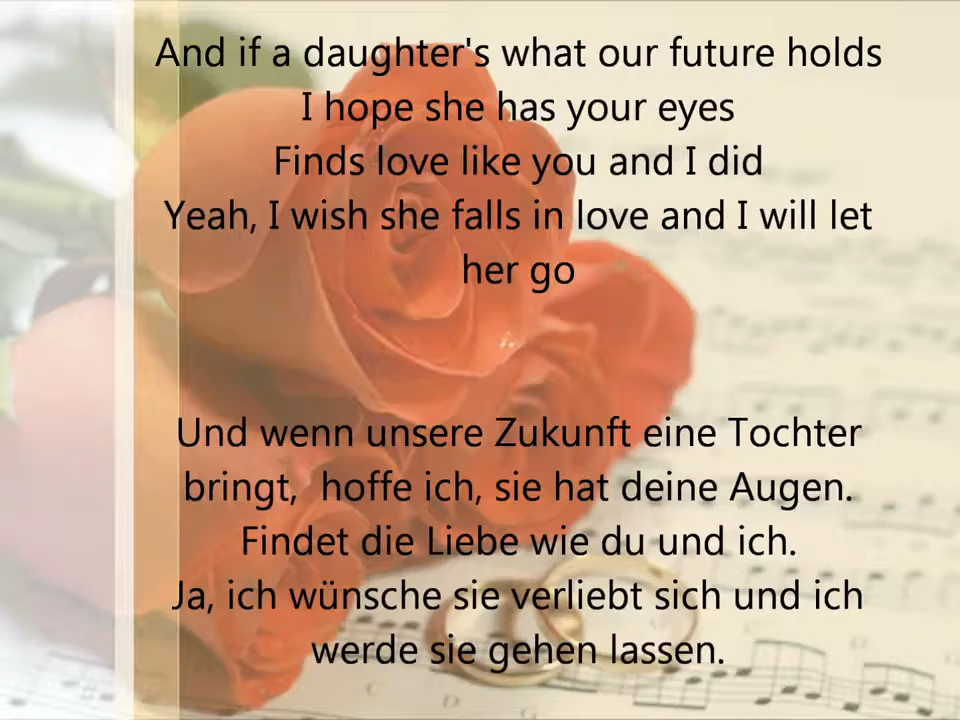 And if a daughter's what our future holds
I hope she has your eyes
Finds love like you and I did
Yeah, I wish she falls in love and I will let
her go
Und wenn unsere Zukunft eine Tochter
bringt,  hoffe ich, sie hat deine Augen.
Findet die Liebe wie du und ich.
Ja, ich wünsche sie verliebt sich und ich
werde sie gehen lassen.